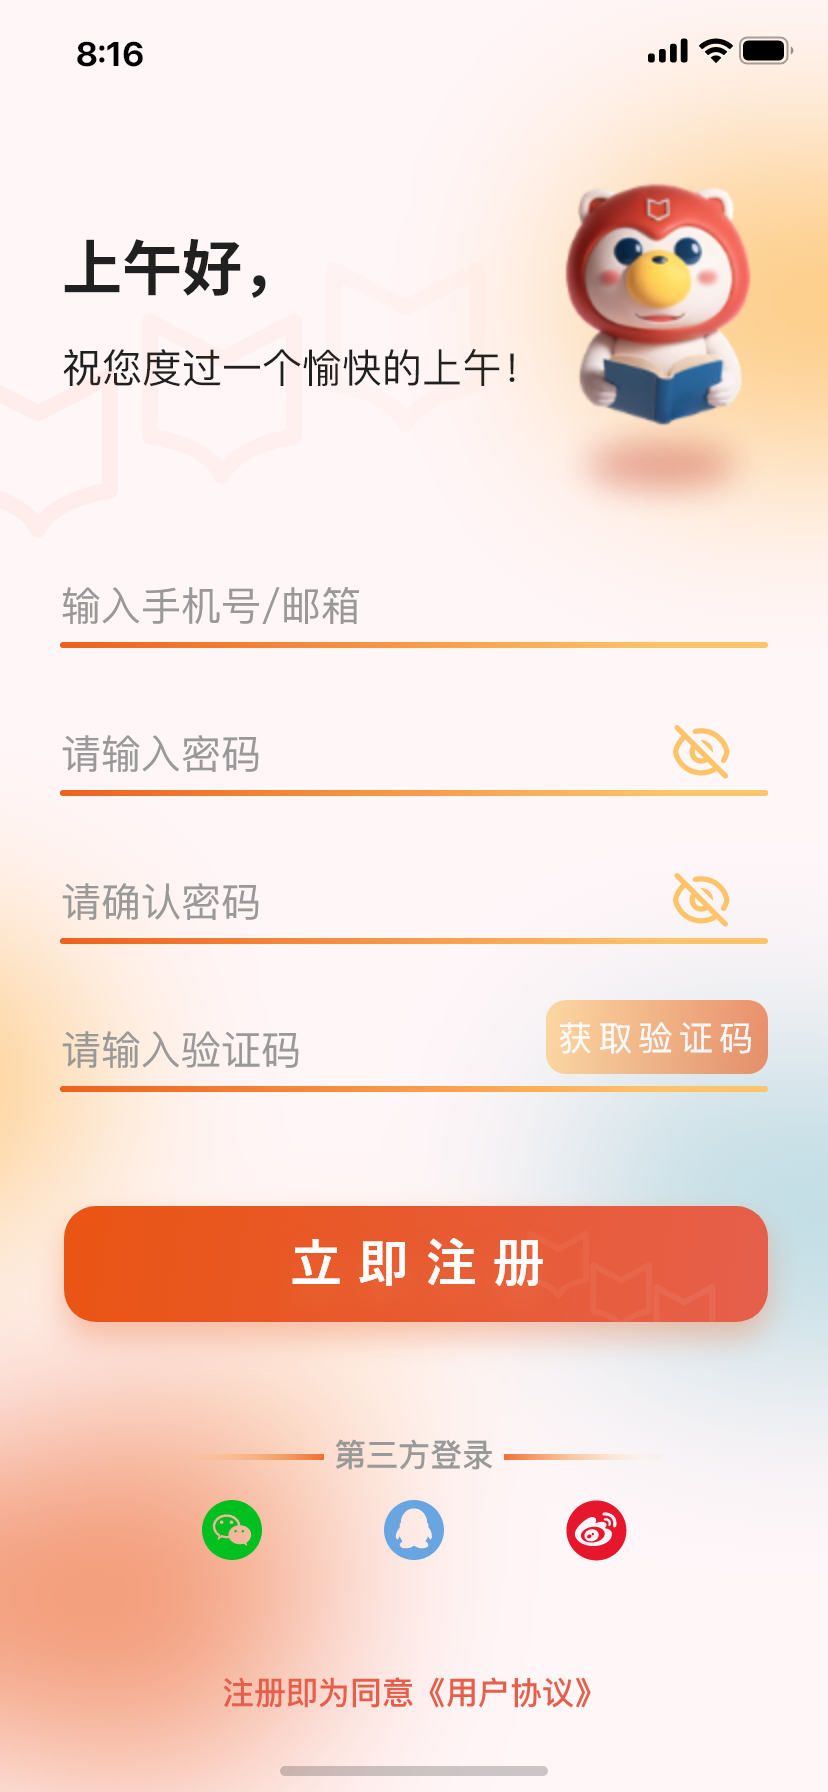 8:16
上午好，
祝您度过一个愉快的上午！
输入手机号/邮箱
请输入密码
请确认密码
请输入验证码
获取验证码
立即注册
第三方登录
注册即为同意《用户协议》